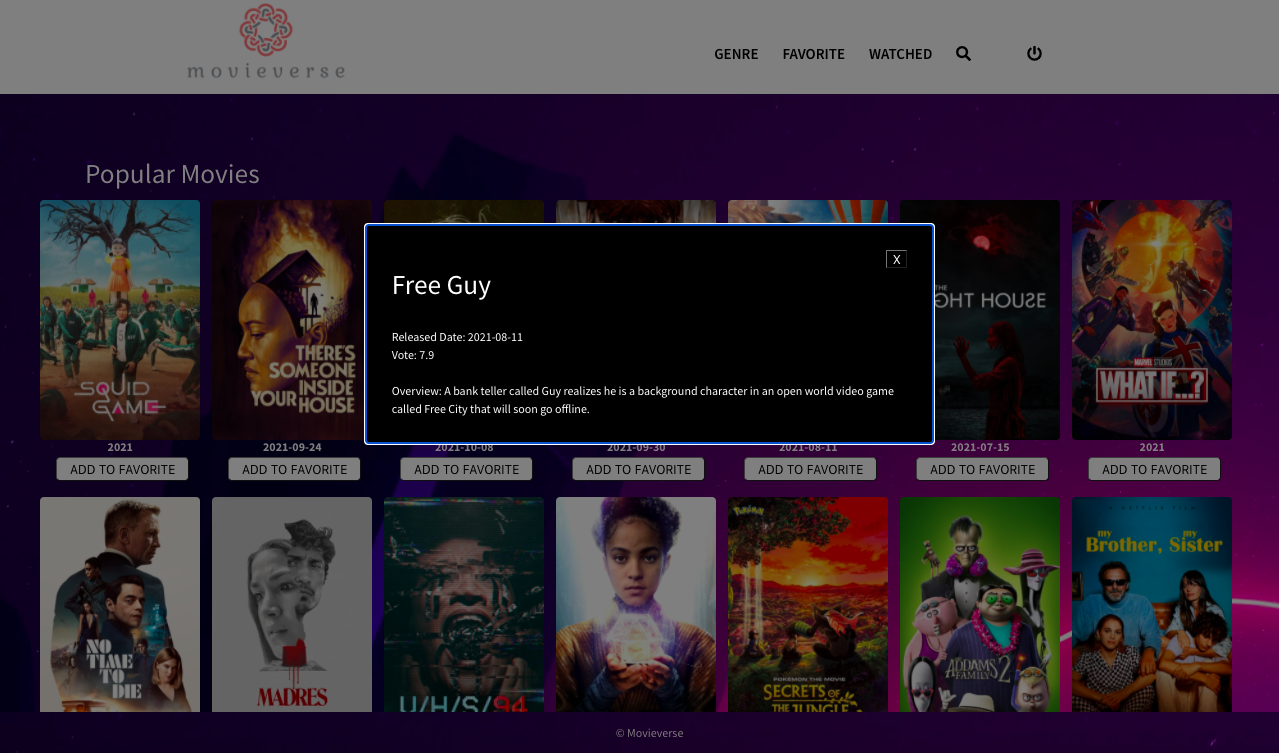 movieverse
GENRE FAVORITE WATCHED
Popular Movies
X
Free Guy
Released Date: 2021-08-11
Vote: 7.9
Overview: A bank teller called Guy realizes he is a background character in an open world video game
called Free City that will soon go offline.
SQUID
GAME
THERE'S
SOMEONE
INSIDE
YOUR
HOUSE
THE
GHT HOUSE
MARVEL STUDIOS
WHAT IF...?
2021 2021-09-24 2021-10-08 2021-09-30 2021-08-11 2021-07-15 2021
ADD TO FAVORITE ADD TO FAVORITE ADD TO FAVORITE ADD TO FAVORITE ADD TO FAVORITE ADD TO FAVORITE ADD TO FAVORITE
NO
TIME
TO DIE
MADRES
V/H/S/94
Pokémon
POKÉMON THE MOVIE
SECRETS OF
THE JUNGLE
ADDAMS
FAMILY 2
A NETFLIX FILM
my my
Brother, Sister
© Movieverse